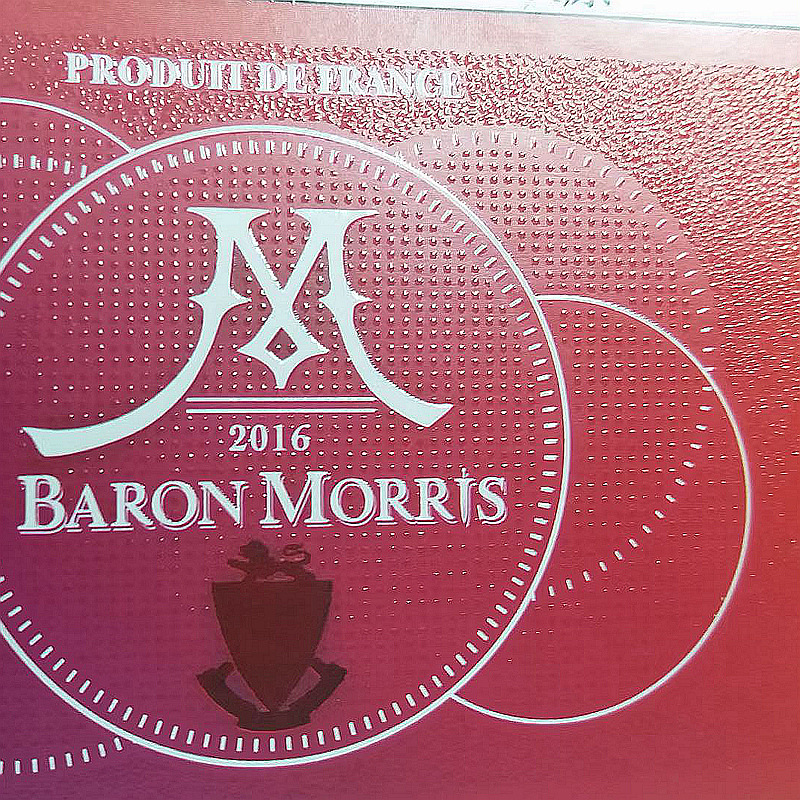 PRODUIT DE FRANCE
M
2016
BARON MORRIS